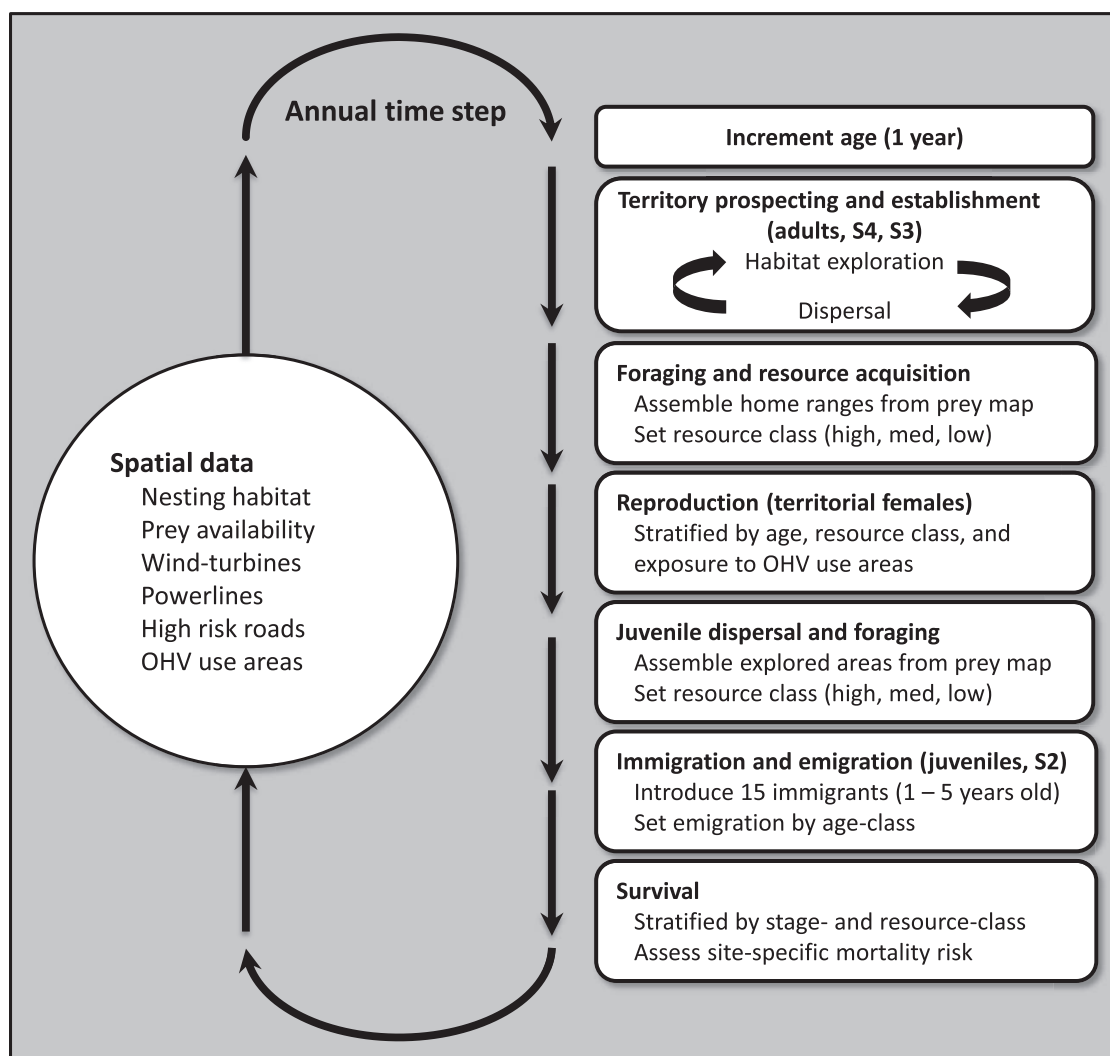 Annual time step
Increment age (1 year)
Territory prospecting and establishment
(adults, S4, S3)
Habitat exploration
Dispersal
Foraging and resource acquisition
Assemble home ranges from prey map
Set resource class (high, med, low)
Reproduction (territorial females)
Stratified by age, resource class, and
exposure to OHV use areas
Juvenile dispersal and foraging
Assemble explored areas from prey map
Set resource class (high, med, low)
Immigration and emigration (juveniles, S2)
Introduce 15 immigrants (1 – 5 years old)
Set emigration by age-class
Survival
Stratified by stage- and resource-class
Assess site-specific mortality risk
Spatial data
Nesting habitat
Prey availability
Wind-turbines
Powerlines
High risk roads
OHV use areas